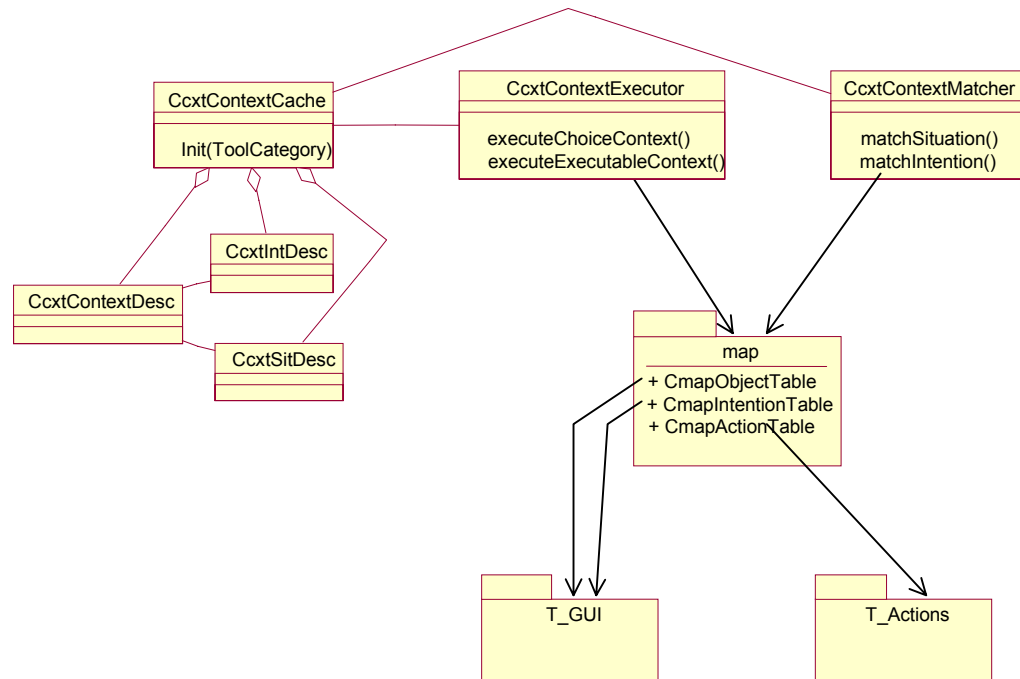 CcxtContextCache
Init(ToolCategory)
CcxtContextExecutor
executeChoiceContext()
executeExecutableContext()
CcxtContextMatcher
matchSituation()
matchIntention()
CcxtIntDesc
CcxtContextDesc
CcxtSitDesc
map
+ CmapObjectTable
+ CmapIntentionTable
+ CmapActionTable
T_GUI
T_Actions